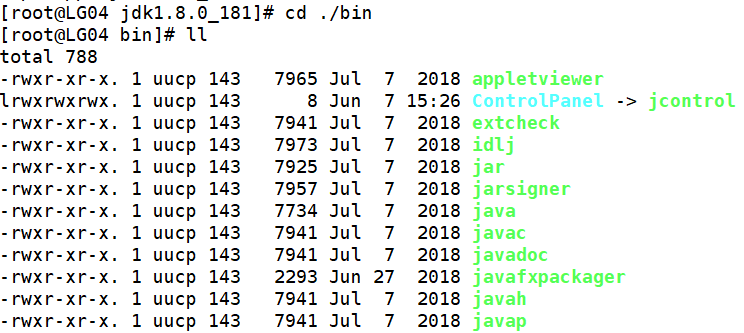 [root@LG04 jdk1.8.0_181]# cd ./bin
[root@LG04 bin]# ll
total 788
-rwxr-xr-x. 1 uucp 143   7965 Jul  7  2018 appletviewer
lrwxrwxrwx. 1 uucp 143      8 Jun  7 15:26 ControlPanel -> jcontrol
-rwxr-xr-x. 1 uucp 143   7941 Jul  7  2018 extcheck
-rwxr-xr-x. 1 uucp 143   7973 Jul  7  2018 idlj
-rwxr-xr-x. 1 uucp 143   7925 Jul  7  2018 jar
-rwxr-xr-x. 1 uucp 143   7957 Jul  7  2018 jarsigner
-rwxr-xr-x. 1 uucp 143   7734 Jul  7  2018 java
-rwxr-xr-x. 1 uucp 143   7941 Jul  7  2018 javac
-rwxr-xr-x. 1 uucp 143   7941 Jul  7  2018 javadoc
-rwxr-xr-x. 1 uucp 143   2293 Jun 27  2018 javafxpackager
-rwxr-xr-x. 1 uucp 143   7941 Jul  7  2018 javah
-rwxr-xr-x. 1 uucp 143   7941 Jul  7  2018 javap